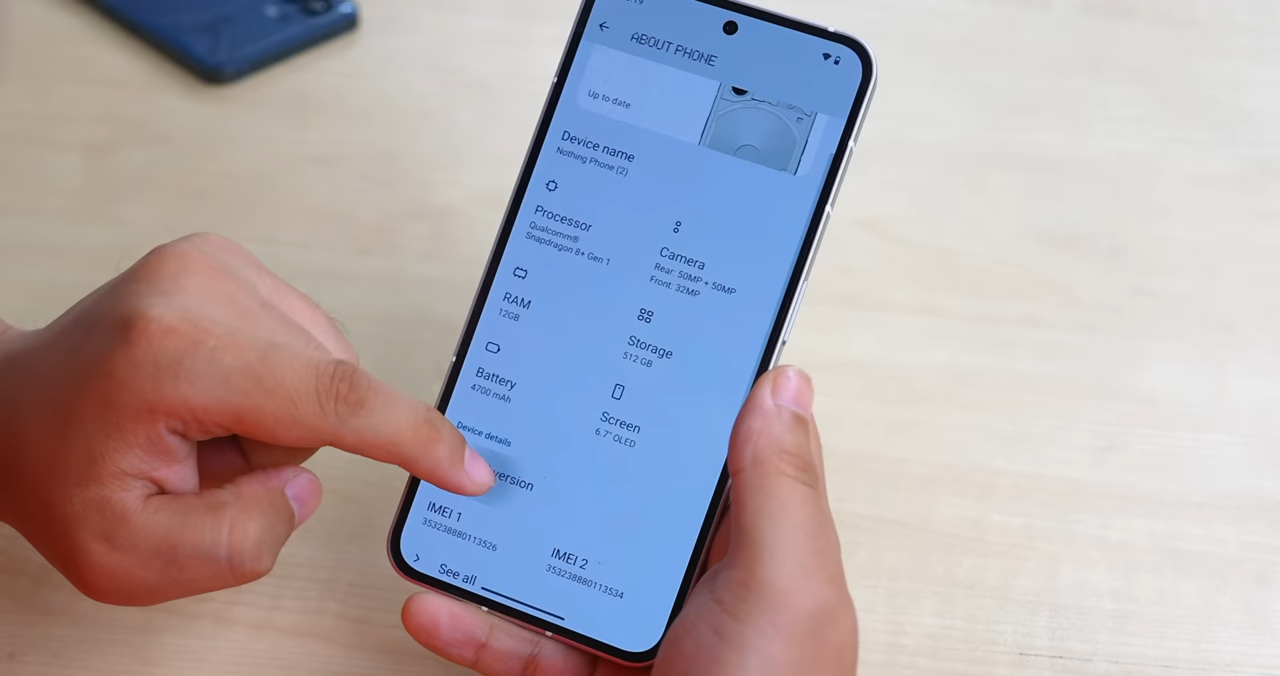 ABOUT PHONE
Up to date
Device name
Nothing Phone (2)
Processor
Qualcomm®
Snapdragon 8+ Gen 1
Camera
Rear: 50MP + 50MP
Front: 32MP
RAM
12GB
Storage
512 GB
Battery
4700 mAh
Screen
6.7" OLED
Device details
version
IMEI 1
353238880113526
IMEI 2
353238880113534
See all